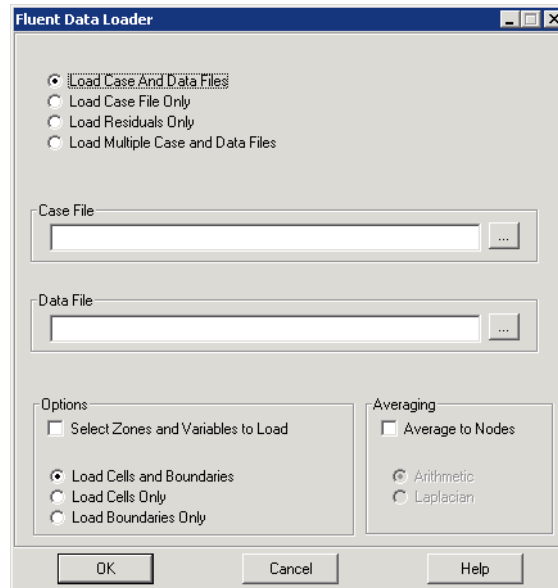 Fluent Data Loader
Load Case And Data Files
Load Case File Only
Load Residuals Only
Load Multiple Case and Data Files
Case File
...
Data File
...
Options
Select Zones and Variables to Load
Load Cells and Boundaries
Load Cells Only
Load Boundaries Only
Averaging
Average to Nodes
Arithmetic
Laplacian
OK
Cancel
Help